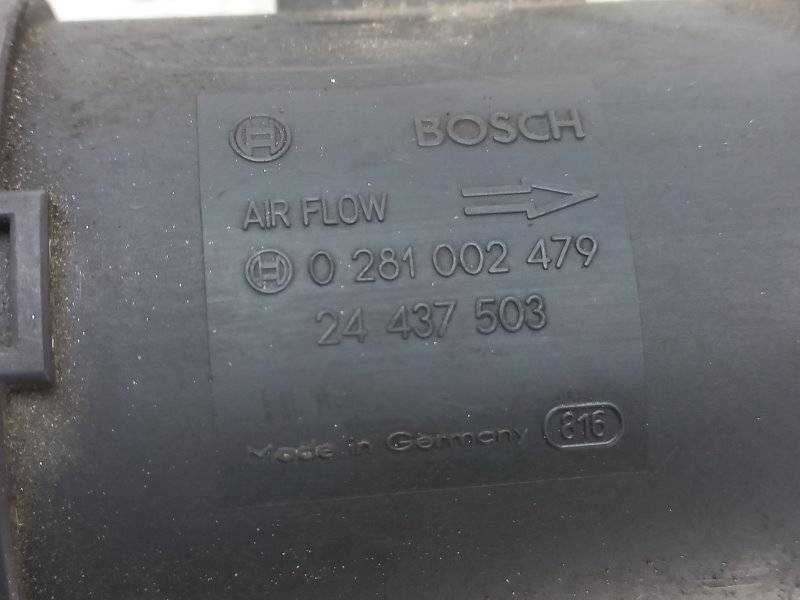 BOSCH
AIR FLOW
0 281 002 479
24 437 503
Made in Germany 816